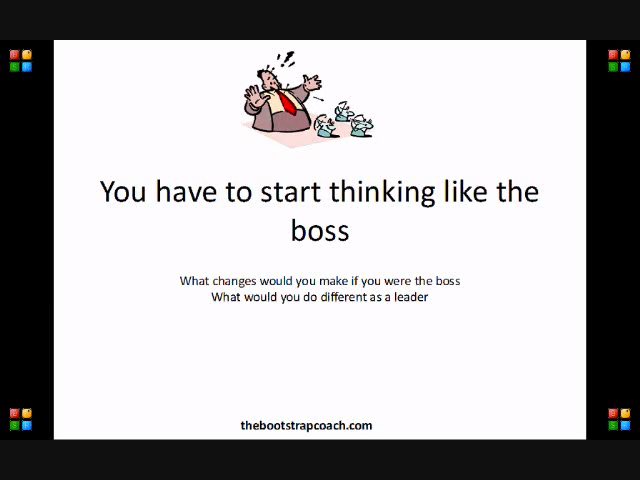 You have to start thinking like the
boss
What changes would you make if you were the boss
What would you do different as a leader
thebootstrapcoach.com